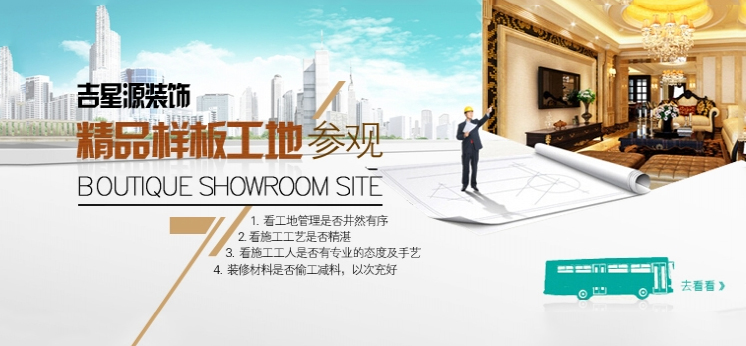 吉星源装饰
精品样板工地参观
BOUTIQUE SHOWROOM SITE
1. 看工地管理是否井然有序
2. 看施工工艺是否精湛
3. 看施工工人是否有专业的态度及手艺
4. 装修材料是否偷工减料，以次充好
去看看 》